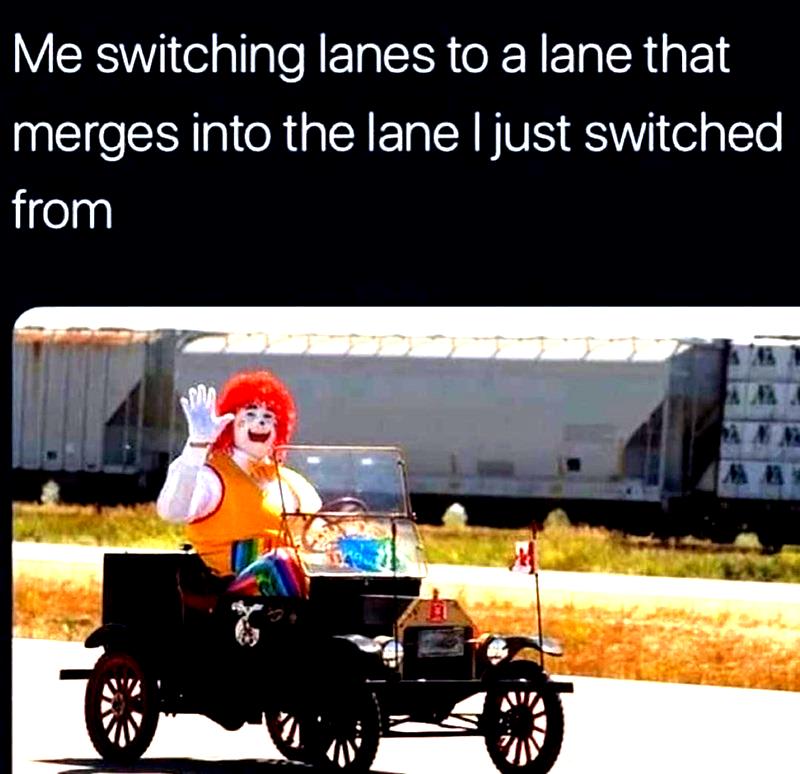 Me switching lanes to a lane that
merges into the lane I just switched
from